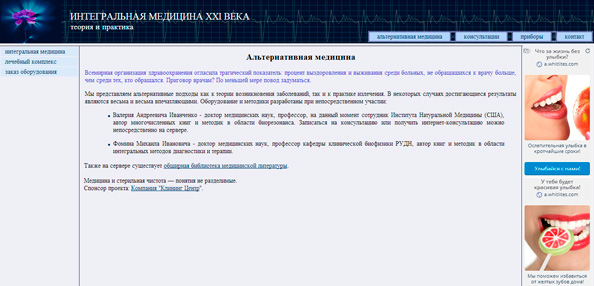 ИНТЕГРАЛЬНАЯ МЕДИЦИНА XXI ВЕКА
теория и практика
альтернативная медицина
консультации
приборы
контакт
интегральная медицина
лечебный комплекс
заказ оборудования
Альтернативная медицина
Всемирная организация здравоохранения огласила трагический показатель: процент выздоровления и выживания среди больных, не обращавшихся к врачу больше,
чем среди тех, кто обращался. Приговор врачам? По меньшей мере повод задуматься.
Мы представляем альтернативные подходы как к теории возникновения заболеваний, так и к практике излечения. В некоторых случаях достигающиеся результаты
являются весьма и весьма впечатляющими. Оборудование и методики разработаны при непосредственном участии:
Валерия Андреевича Иванченко - доктор медицинских наук, профессор, на данный момент сотрудник Института Натуральной Медицины (США),
автор многочисленных книг и методик в области биорезонанса. Записаться на консультацию или получить интернет-консультацию можно
непосредственно на сервере.
Фомина Михаила Ивановича - доктор медицинских наук, профессор кафедры клинической биофизики РУДН, автор книг и методик в области
интегральных методов диагностики и терапии.
Также на сервере существует обширная библиотека медицинской литературы.
Медицина и стерильная чистота — понятия не разделимые.
Спонсор проекта: Компания "Клининг Центр".
Что за жизнь без
улыбки?
a.whitlites.com
Ослепительная улыбка в
кротчайшие сроки!
Улыбайся с нами!
У тебя будет
красивая улыбка!
a.whitlites.com
Мы поможем избавиться
от желтых зубов дома!